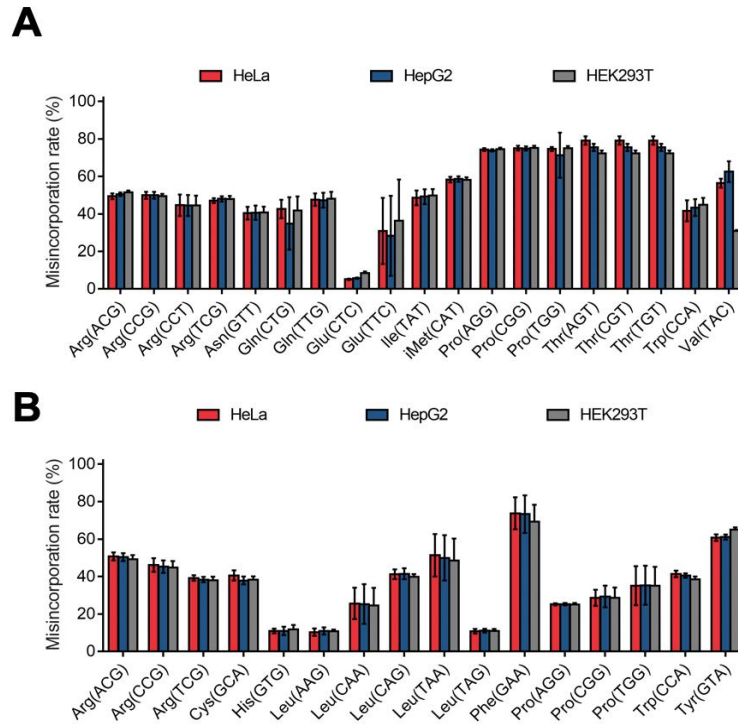 A
HeLa HepG2 HEK293T
Misincorporation rate (%)
100
80
60
40
20
0
Arg(ACG) Arg(CCG) Arg(CCT) Arg(TCG) Asn(GTT) Gln(CTG) Gln(TTG) Glu(CTC) Glu(TTC) Ile(TAT) iMet(CAT) Pro(AGG) Pro(CGG) Pro(TGG) Thr(AGT) Thr(CGT) Thr(TGT) Trp(CCA) Val(TAC)
B
HeLa HepG2 HEK293T
Misincorporation rate (%)
100
80
60
40
20
0
Arg(ACG) Arg(CCG) Arg(TCG) Cys(GCA) His(GTG) Leu(AAG) Leu(CAA) Leu(CAG) Leu(TAA) Leu(TAG) Phe(GAA) Pro(AGG) Pro(CGG) Pro(TGG) Trp(CCA) Tyr(GTA)